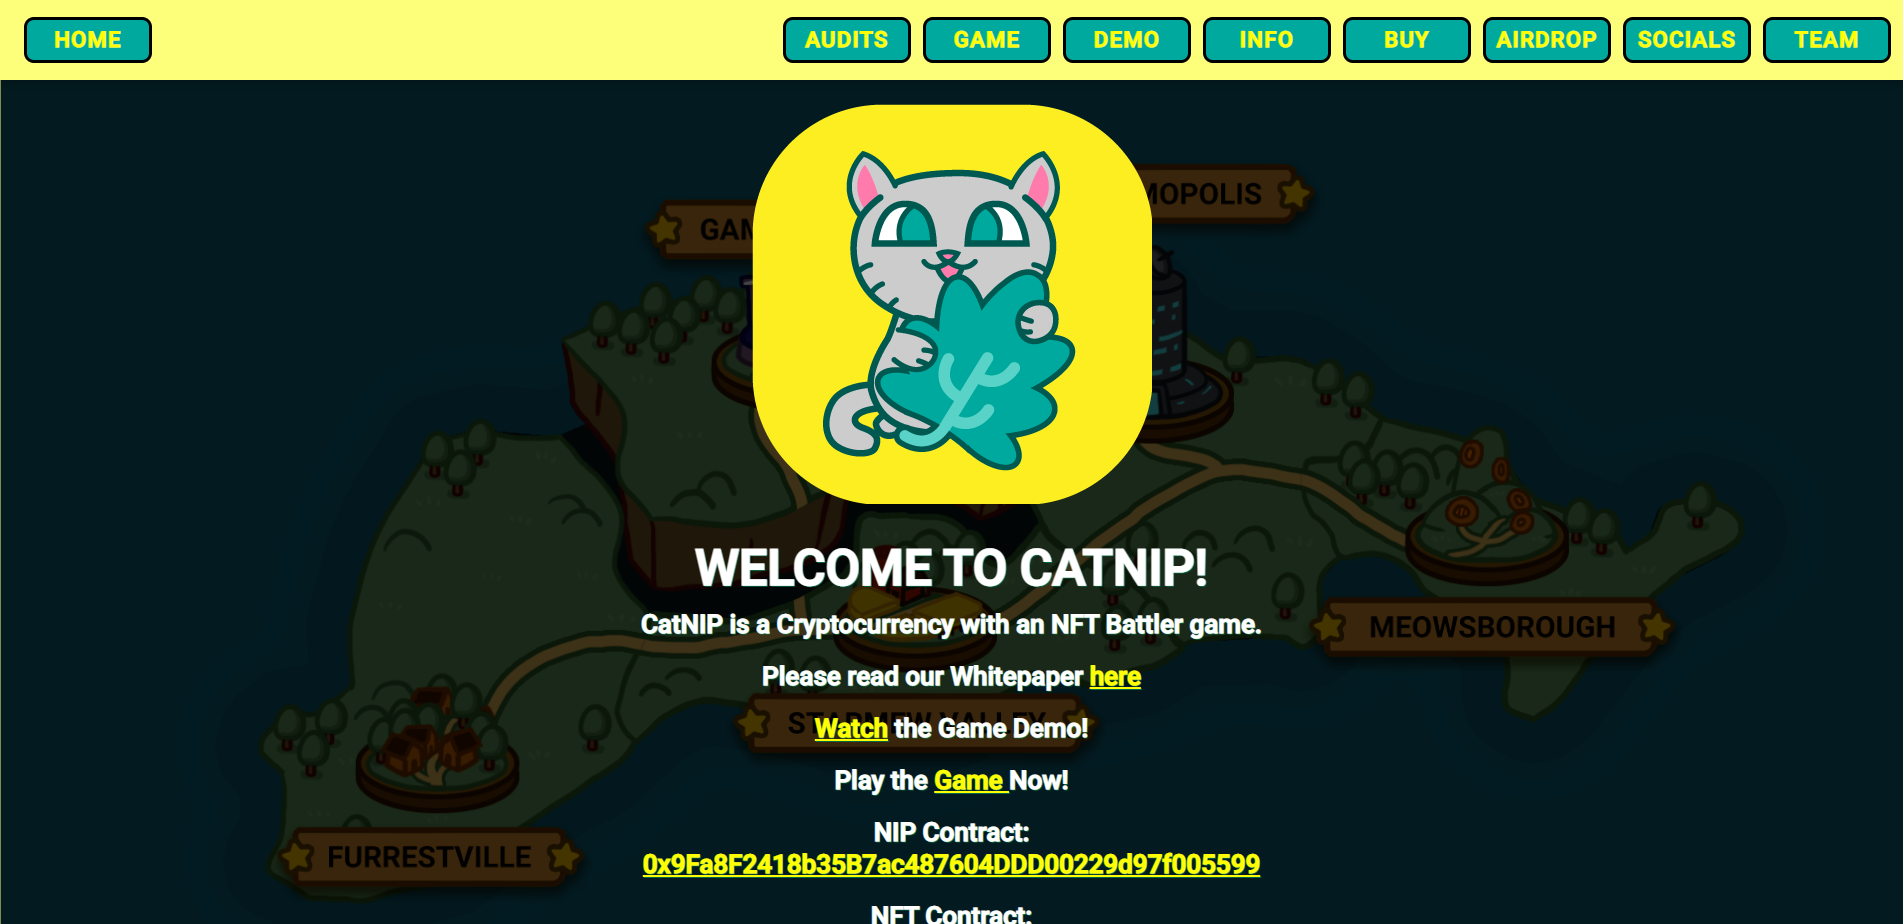 HOME
AUDITS
GAME
DEMO
INFO
BUY
AIRDROP
SOCIALS
TEAM
WELCOME TO CATNIP!
CatNIP is a Cryptocurrency with an NFT Battler game.
Please read our Whitepaper here
MEOWSBOROUGH
Watch the Game Demo!
Play the Game Now!
NIP Contract:
FURRESTVILLE
0x9Fa8F2418b35B7ac487604DDD00229d97f005599
NFT Contract: